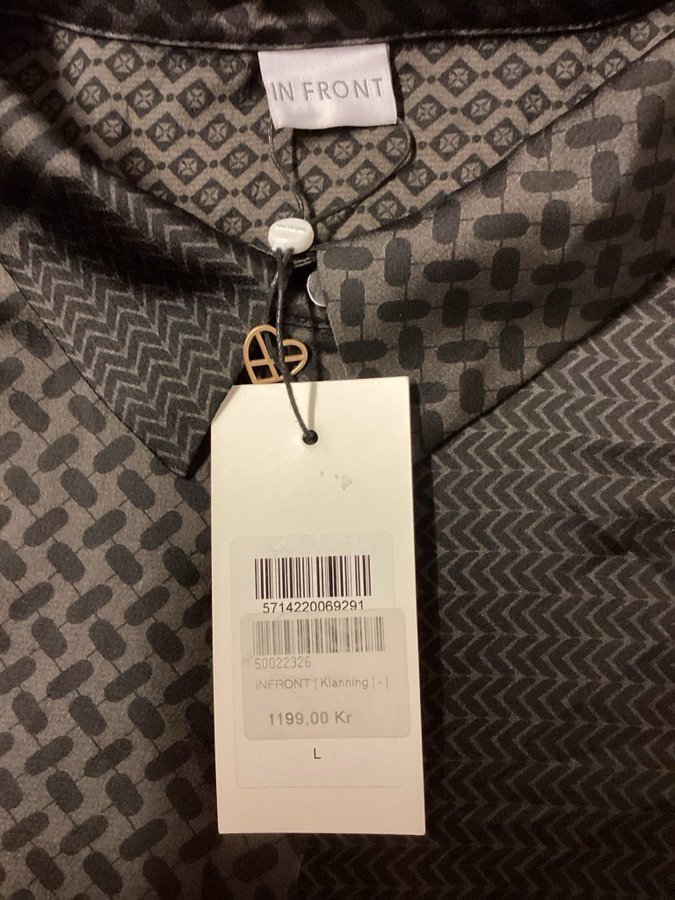 IN FRONT
5714220069291
50022326
INFRONT ¦ Klänning ¦ - ¦
1199,00 Kr
L